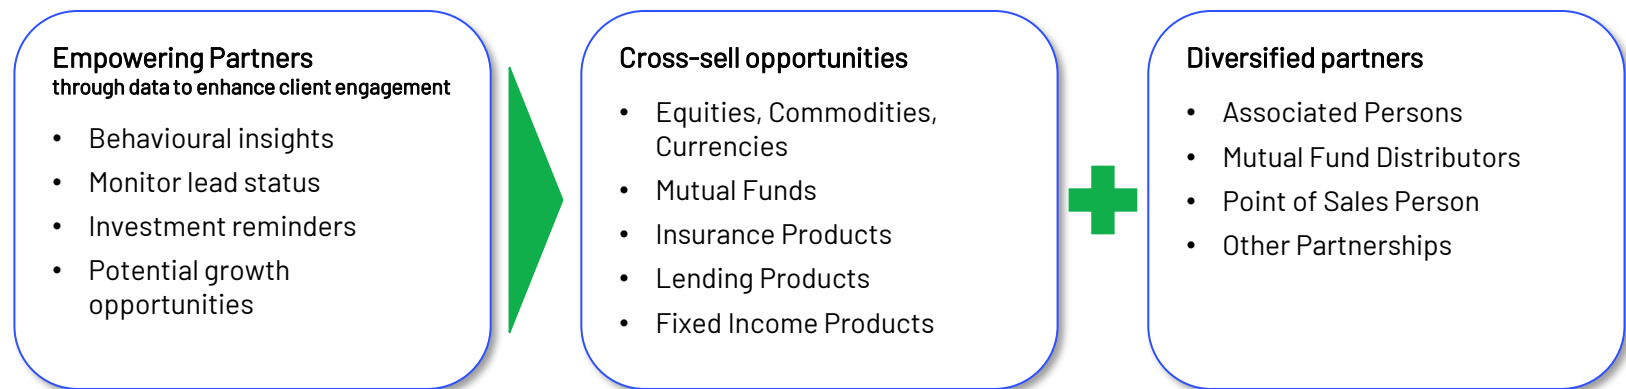 Empowering Partners
through data to enhance client engagement
• Behavioural insights
• Monitor lead status
• Investment reminders
• Potential growth
opportunities
Cross-sell opportunities
• Equities, Commodities,
Currencies
• Mutual Funds
• Insurance Products
• Lending Products
• Fixed Income Products
Diversified partners
• Associated Persons
• Mutual Fund Distributors
• Point of Sales Person
• Other Partnerships